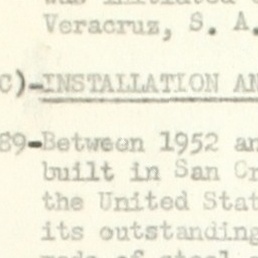 Veracruz, S. A.
C)-INSTALLATION AN
89-Between 1952 an
built in San Cr
the United Stat
its outstanding